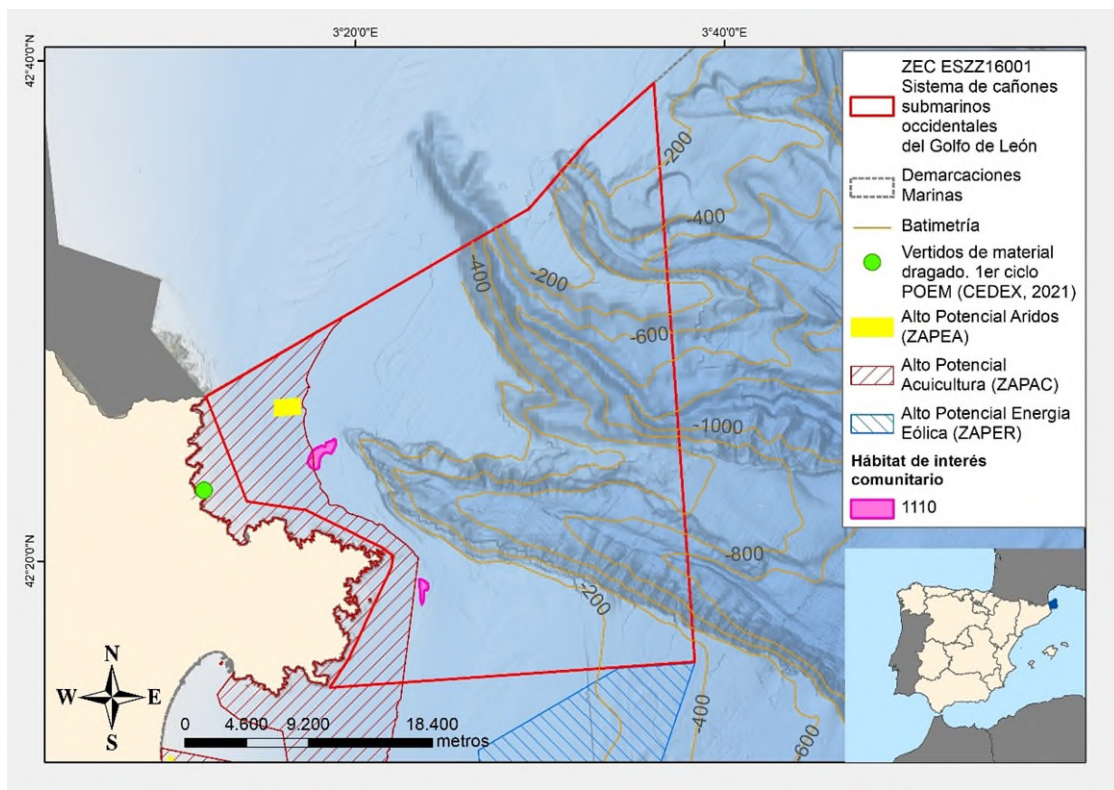 3°20'0"E
3°40'0"E
42°40'0"N
42°20'0"N
-200
-400
-400
-200
-600
-1000
-800
-200
-400
-600
N
W
E
S
0
4.600
9.200
18.400
metros
ZEC ESZZ16001
Sistema de cañones
submarinos
occidentales
del Golfo de León
Demarcaciones
Marinas
Batimetría
Vertidos de material
dragado. 1er ciclo
POEM (CEDEX, 2021)
Alto Potencial Aridos
(ZAPEA)
Alto Potencial
Acuicultura (ZAPAC)
Alto Potencial Energia
Eólica (ZAPER)
Hábitat de interés
comunitario
1110